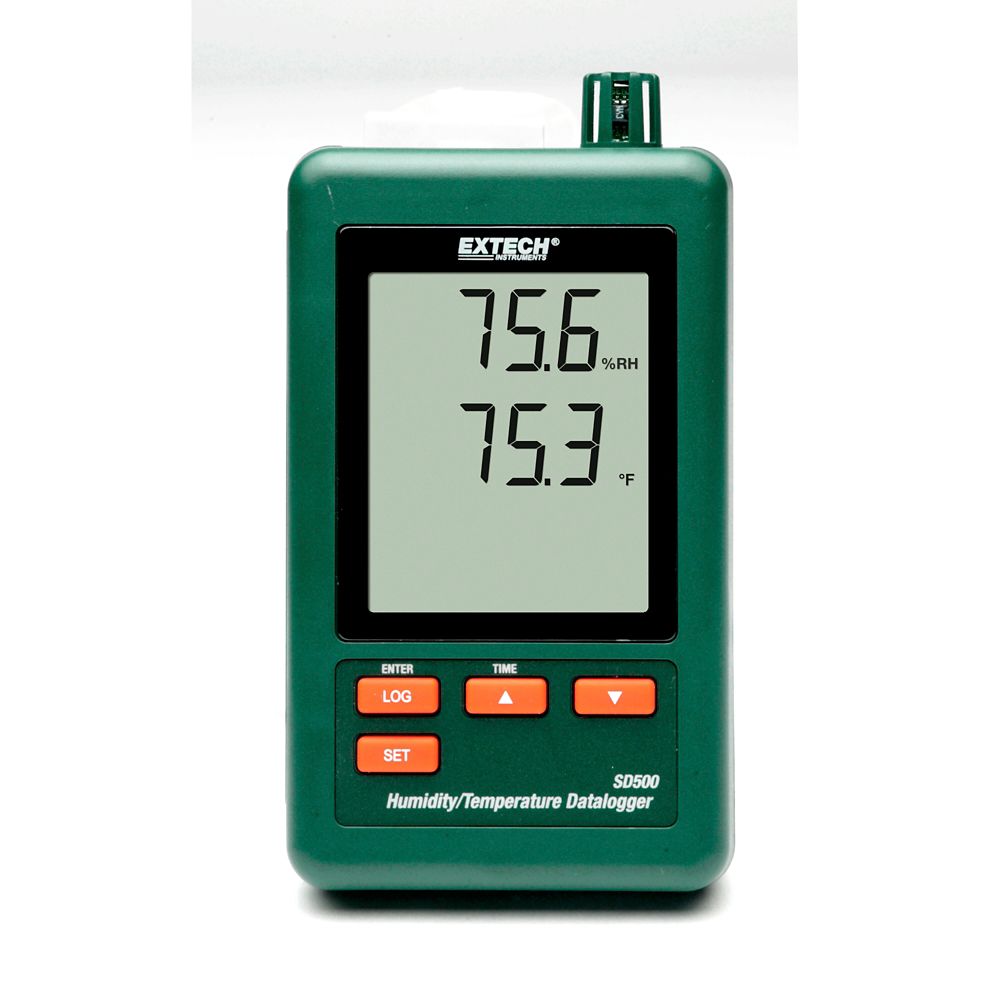 EXTECH®
INSTRUMENTS
75.6 %RH
75.3 °F
ENTER TIME
LOG ▲ ▼
SET
SD500
Humidity/Temperature Datalogger